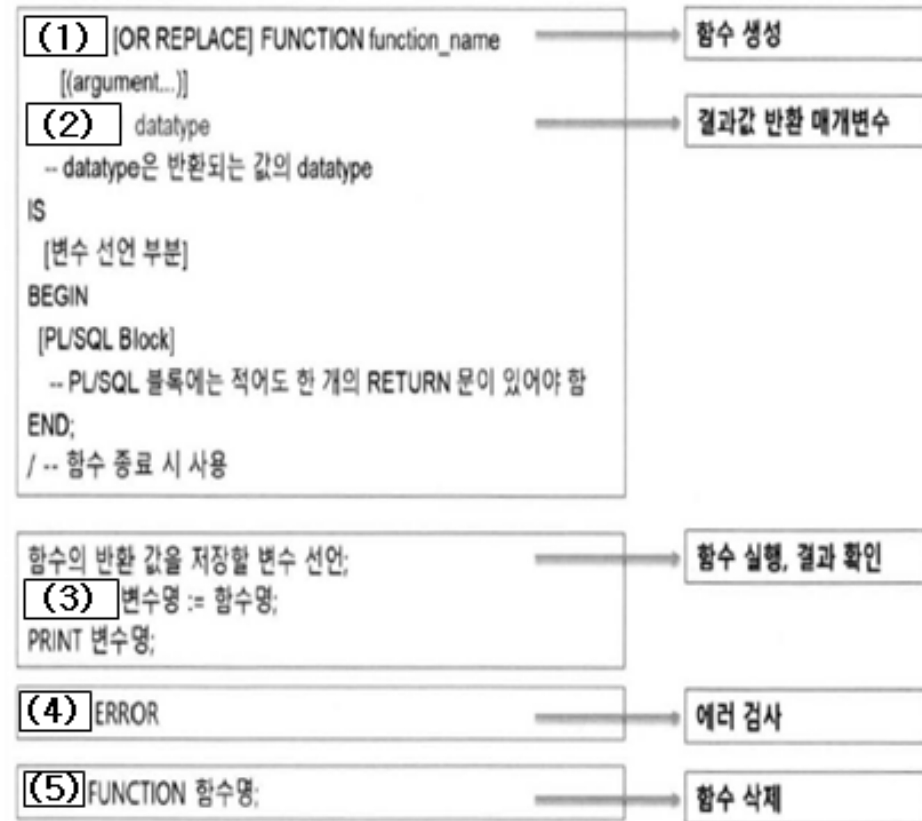 (1) [OR REPLACE] FUNCTION function_name
함수 생성
[(argument...)]
(2) datatype
결과값 반환 매개변수
-- datatype은 반환되는 값의 datatype
IS
[변수 선언 부분]
BEGIN
[PL/SQL Block]
-- PL/SQL 블록에는 적어도 한 개의 RETURN 문이 있어야 함
END;
/ -- 함수 종료 시 사용
함수의 반환 값을 저장할 변수 선언;
함수 실행, 결과 확인
(3) 변수명 := 함수명;
PRINT 변수명;
(4) ERROR
에러 검사
(5) FUNCTION 함수명;
함수 삭제